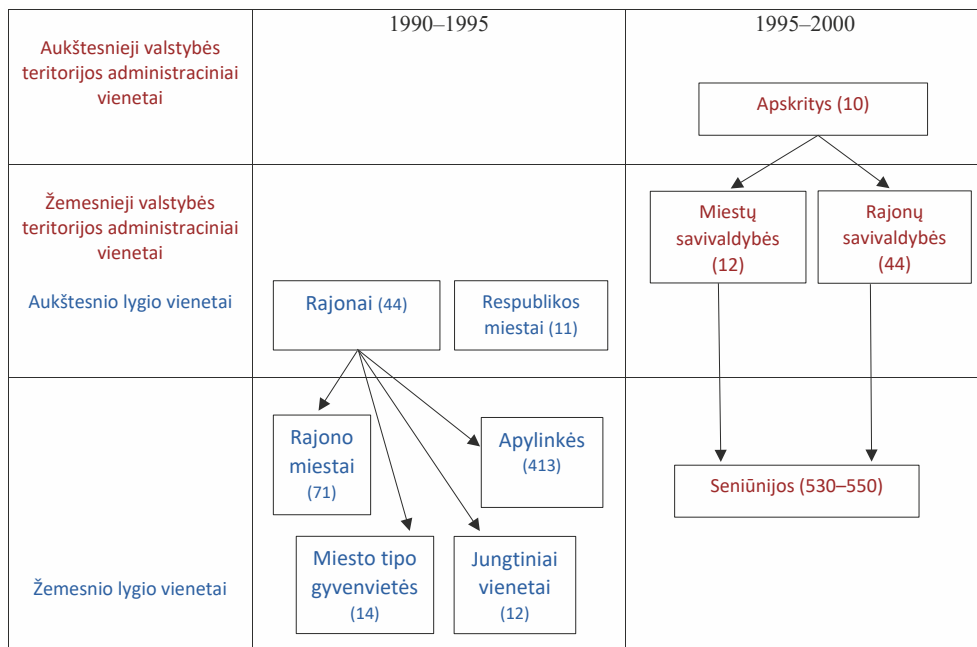 1990–1995
1995–2000
Aukštesnieji valstybės
teritorijos administraciniai
vienetai
Apskritys (10)
Žemesnieji valstybės
teritorijos administraciniai
vienetai
Aukštesnio lygio vienetai
Rajonai (44)
Respublikos
miestai (11)
Miestų
savivaldybės
(12)
Rajonų
savivaldybės
(44)
Rajono
miestai
(71)
Apylinkės
(413)
Seniūnijos (530–550)
Žemesnio lygio vienetai
Miesto tipo
gyvenvietės
(14)
Jungtiniai
vienetai
(12)